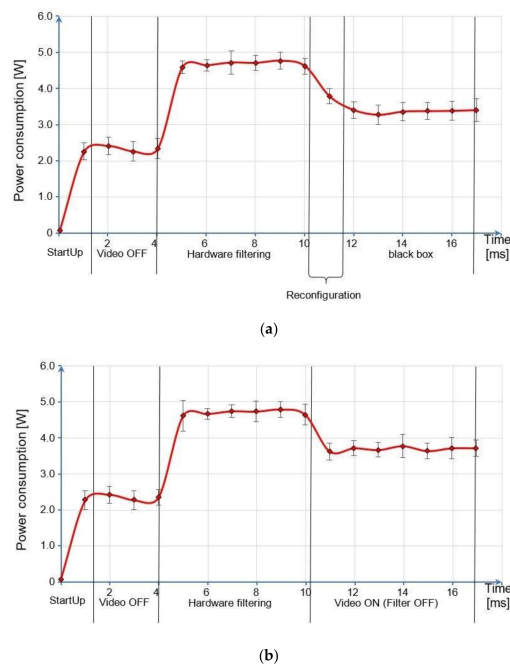 6.0
5.0
4.0
3.0
2.0
1.0
0
Power consumption [W]
2 4 6 8 10 12 14 16
Time
[ms]
StartUp Video OFF Hardware filtering black box
Reconfiguration
(a)
6.0
5.0
4.0
3.0
2.0
1.0
0
Power consumption [W]
2 4 6 8 10 12 14 16
Time
[ms]
StartUp Video OFF Hardware filtering Video ON (Filter OFF)
(b)